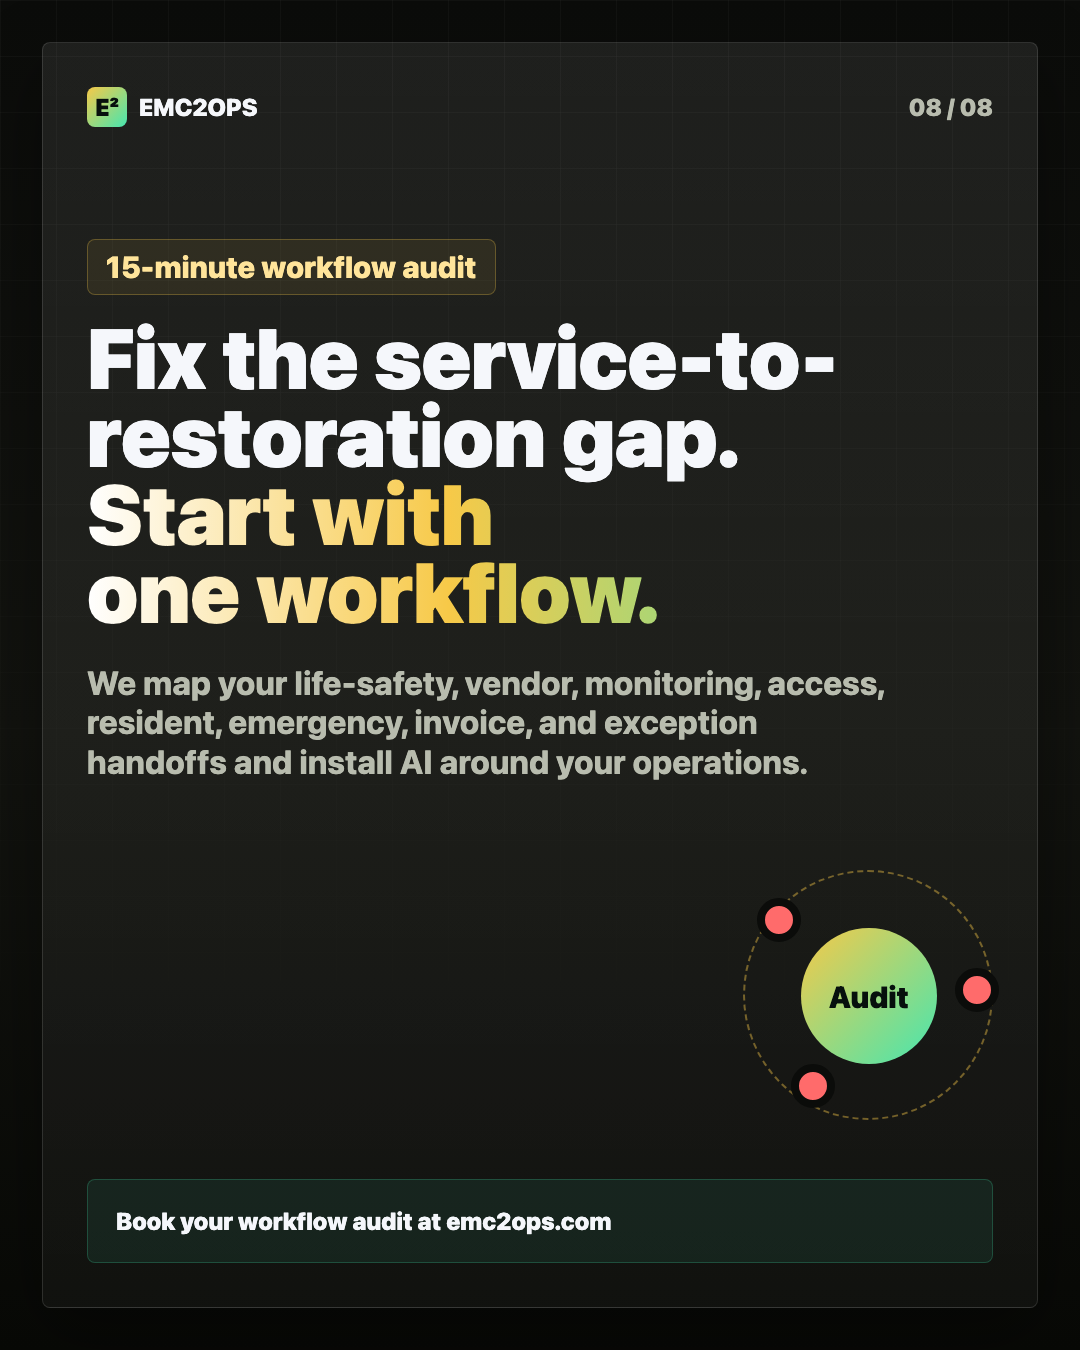 E² EMC2OPS
08 / 08
15-minute workflow audit
Fix the service-to-
restoration gap.
Start with
one workflow.
We map your life-safety, vendor, monitoring, access,
resident, emergency, invoice, and exception
handoffs and install AI around your operations.
Audit
Book your workflow audit at emc2ops.com